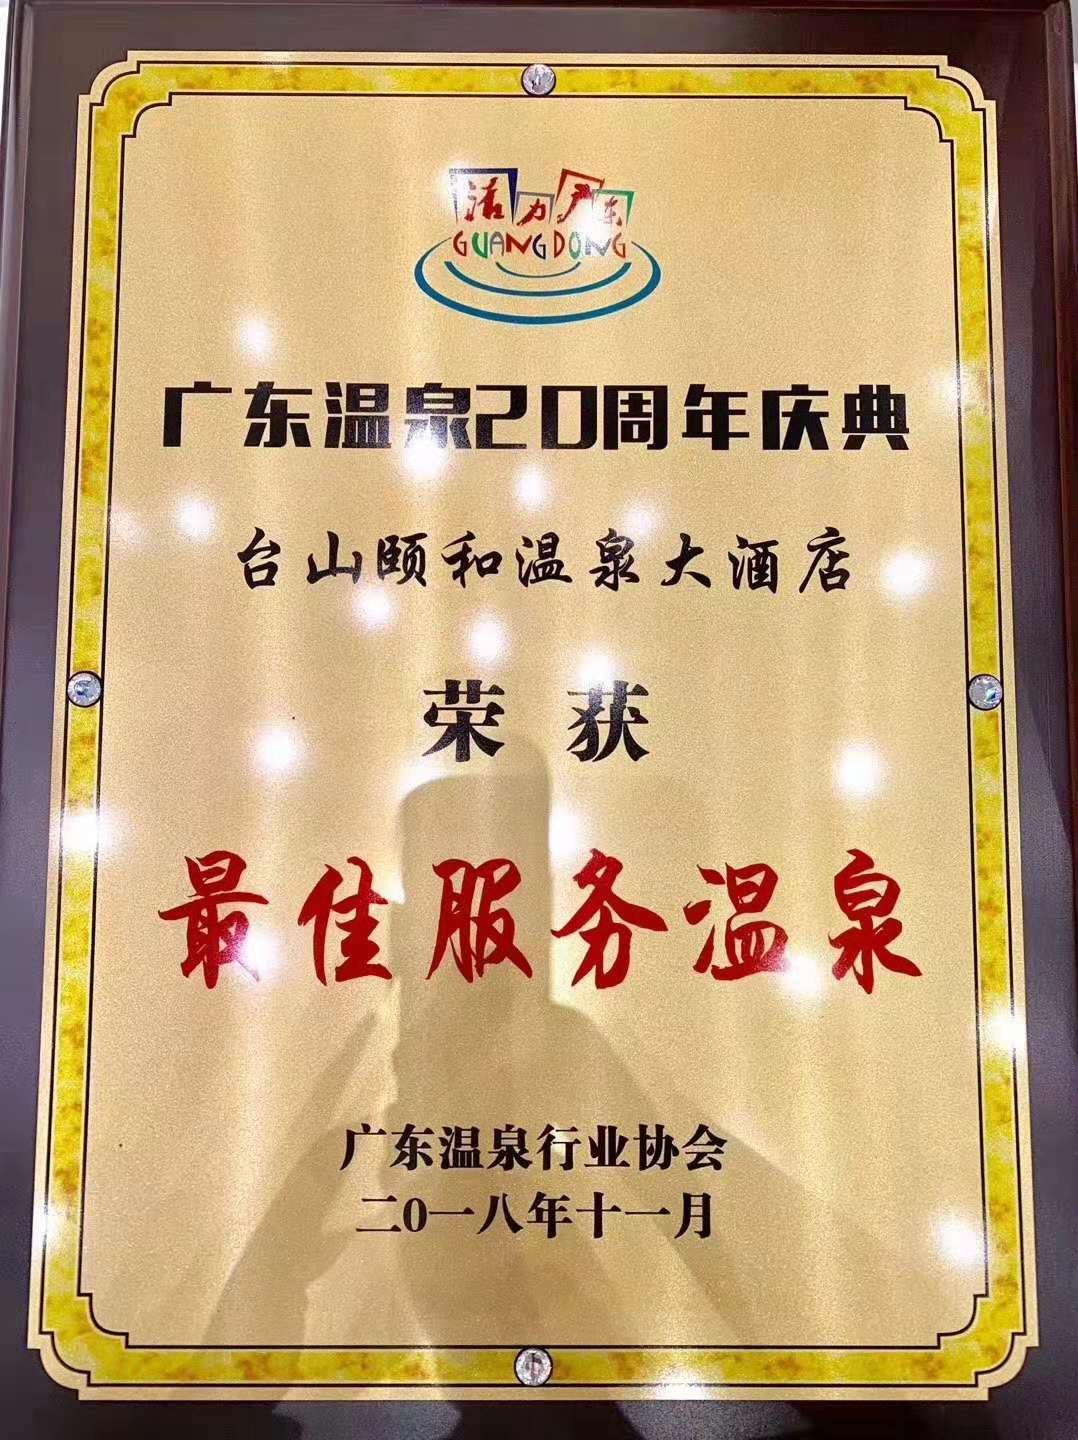 活力广东
GUANGDONG
广东温泉20周年庆典
台山颐和温泉大酒店
荣获
最佳服务温泉
广东温泉行业协会
二0一八年十一月